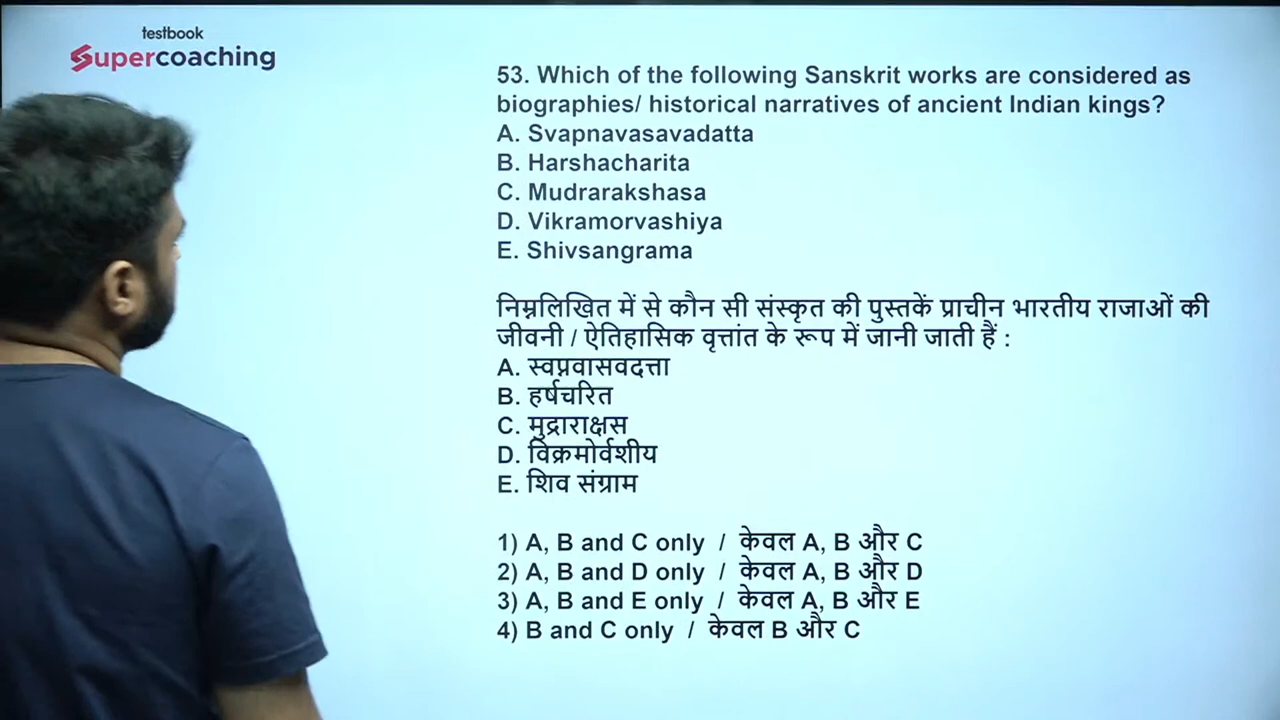 testbook
Supercoaching
53. Which of the following Sanskrit works are considered as
biographies/ historical narratives of ancient Indian kings?
A. Svapnavasavadatta
B. Harshacharita
C. Mudrarakshasa
D. Vikramorvashiya
E. Shivsangrama
निम्नलिखित में से कौन सी संस्कृत की पुस्तकें प्राचीन भारतीय राजाओं की
जीवनी / ऐतिहासिक वृत्तांत के रूप में जानी जाती हैं :
A. स्वप्नवासवदत्ता
B. हर्षचरित
C. मुद्राराक्षस
D. विक्रमोर्वशीय
E. शिव संग्राम
1) A, B and C only / केवल A, B और C
2) A, B and D only / केवल A, B और D
3) A, B and E only / केवल A, B और E
4) B and C only / केवल B और C